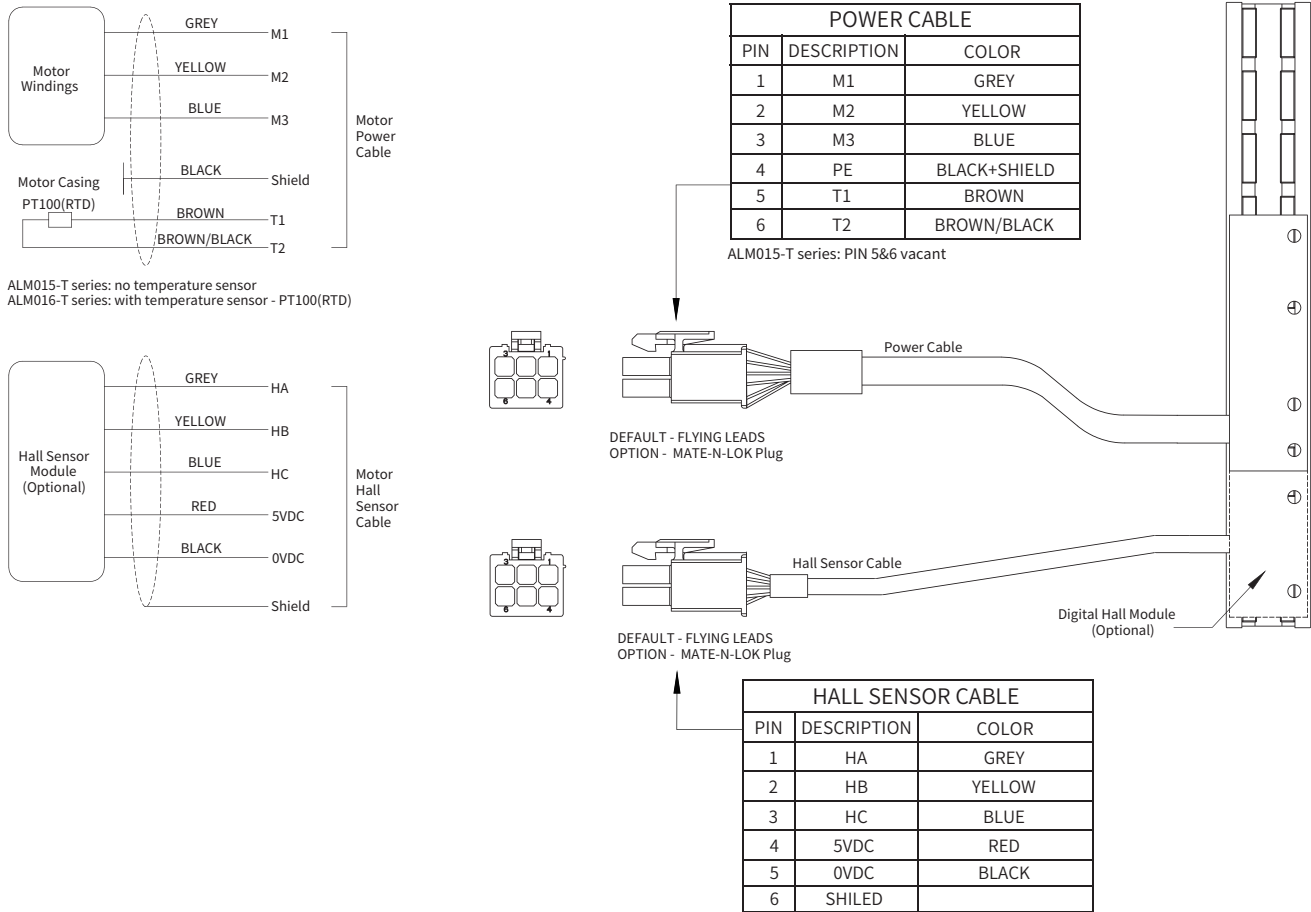 GREY
M1
YELLOW
M2
BLUE
M3
Motor
Windings
Motor
Power
Cable
BLACK
Shield
Motor Casing
PT100(RTD)
BROWN
T1
BROWN/BLACK
T2
ALM015-T series: no temperature sensor
ALM016-T series: with temperature sensor - PT100(RTD)
POWER CABLE
PIN DESCRIPTION COLOR
1 M1 GREY
2 M2 YELLOW
3 M3 BLUE
4 PE BLACK+SHIELD
5 T1 BROWN
6 T2 BROWN/BLACK
ALM015-T series: PIN 5&6 vacant
3 1
6 4
Power Cable
DEFAULT - FLYING LEADS
OPTION - MATE-N-LOK Plug
GREY
HA
YELLOW
HB
BLUE
HC
RED
5VDC
BLACK
0VDC
Shield
Hall Sensor
Module
(Optional)
Motor
Hall
Sensor
Cable
3 1
6 4
Hall Sensor Cable
DEFAULT - FLYING LEADS
OPTION - MATE-N-LOK Plug
Digital Hall Module
(Optional)
HALL SENSOR CABLE
PIN DESCRIPTION COLOR
1 HA GREY
2 HB YELLOW
3 HC BLUE
4 5VDC RED
5 0VDC BLACK
6 SHILED